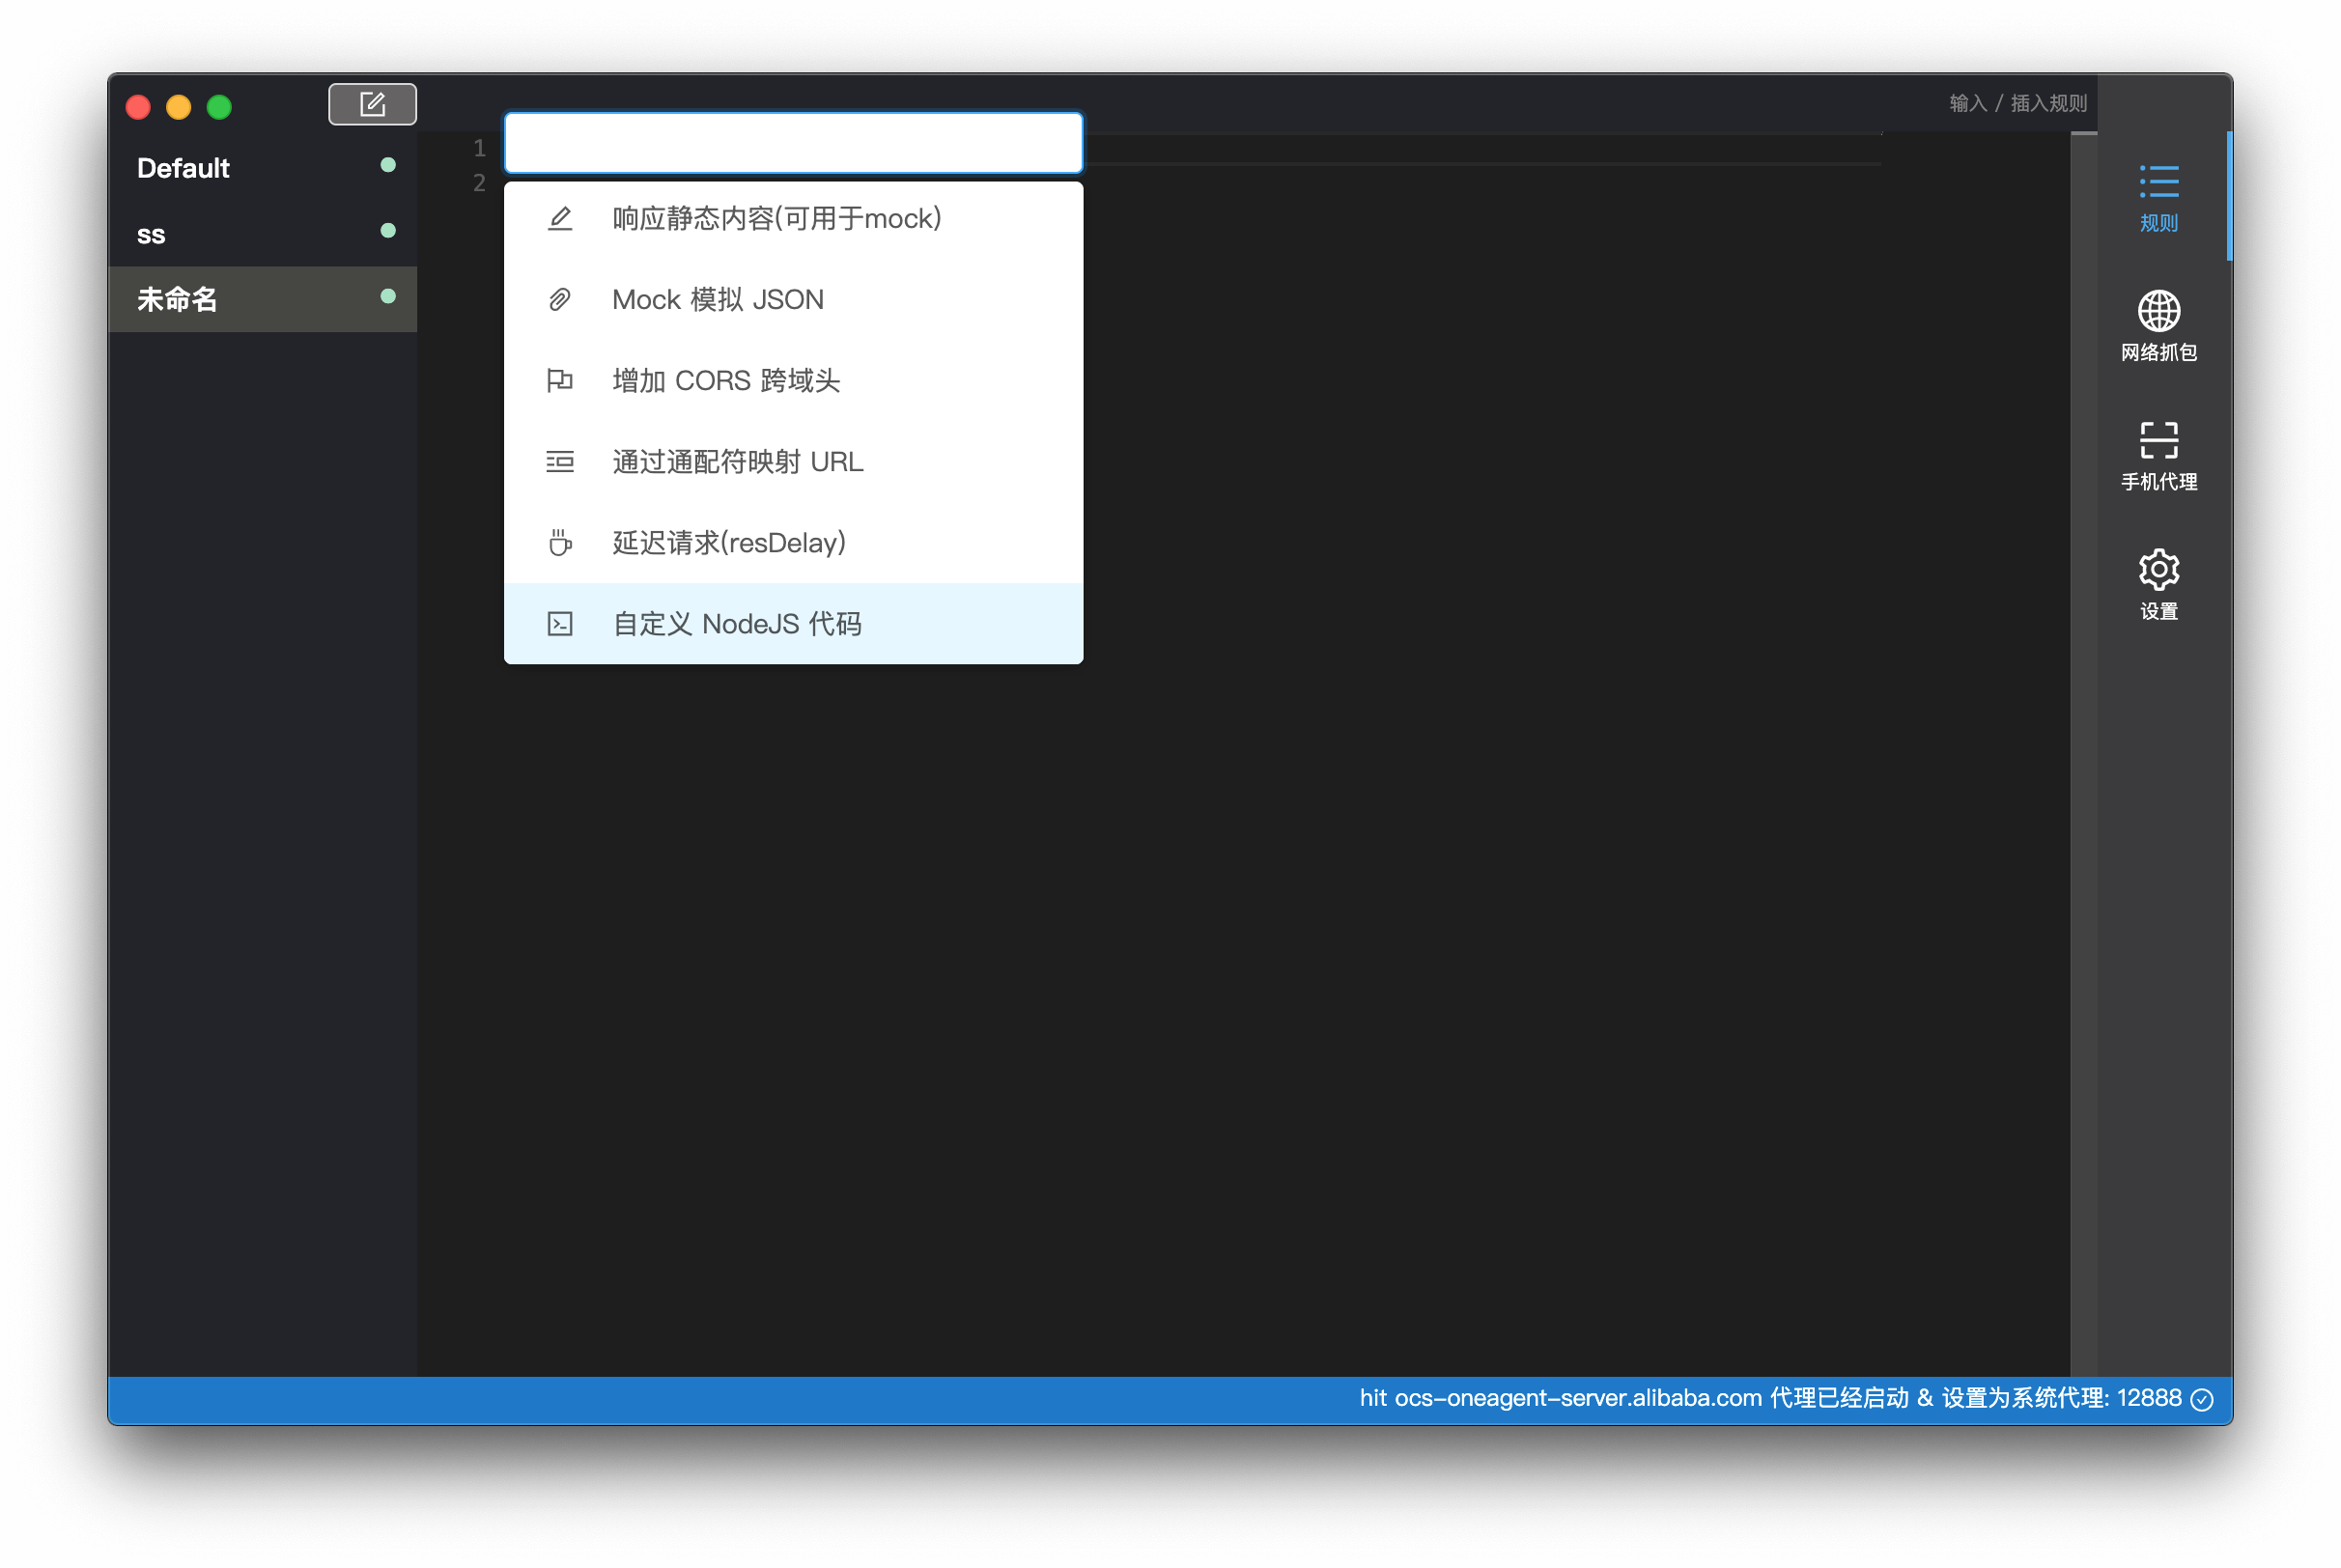 输入 / 插入规则
Default
ss
未命名
1
2
响应静态内容(可用于mock)
Mock 模拟 JSON
增加 CORS 跨域头
通过通配符映射 URL
延迟请求(resDelay)
自定义 NodeJS 代码
规则
网络抓包
手机代理
设置
hit ocs-oneagent-server.alibaba.com 代理已经启动 & 设置为系统代理: 12888